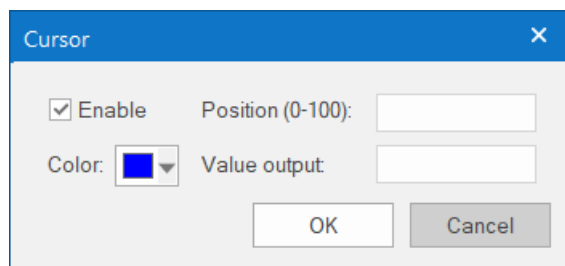 Cursor
Enable Position (0-100):
Color: Value output:
OK Cancel